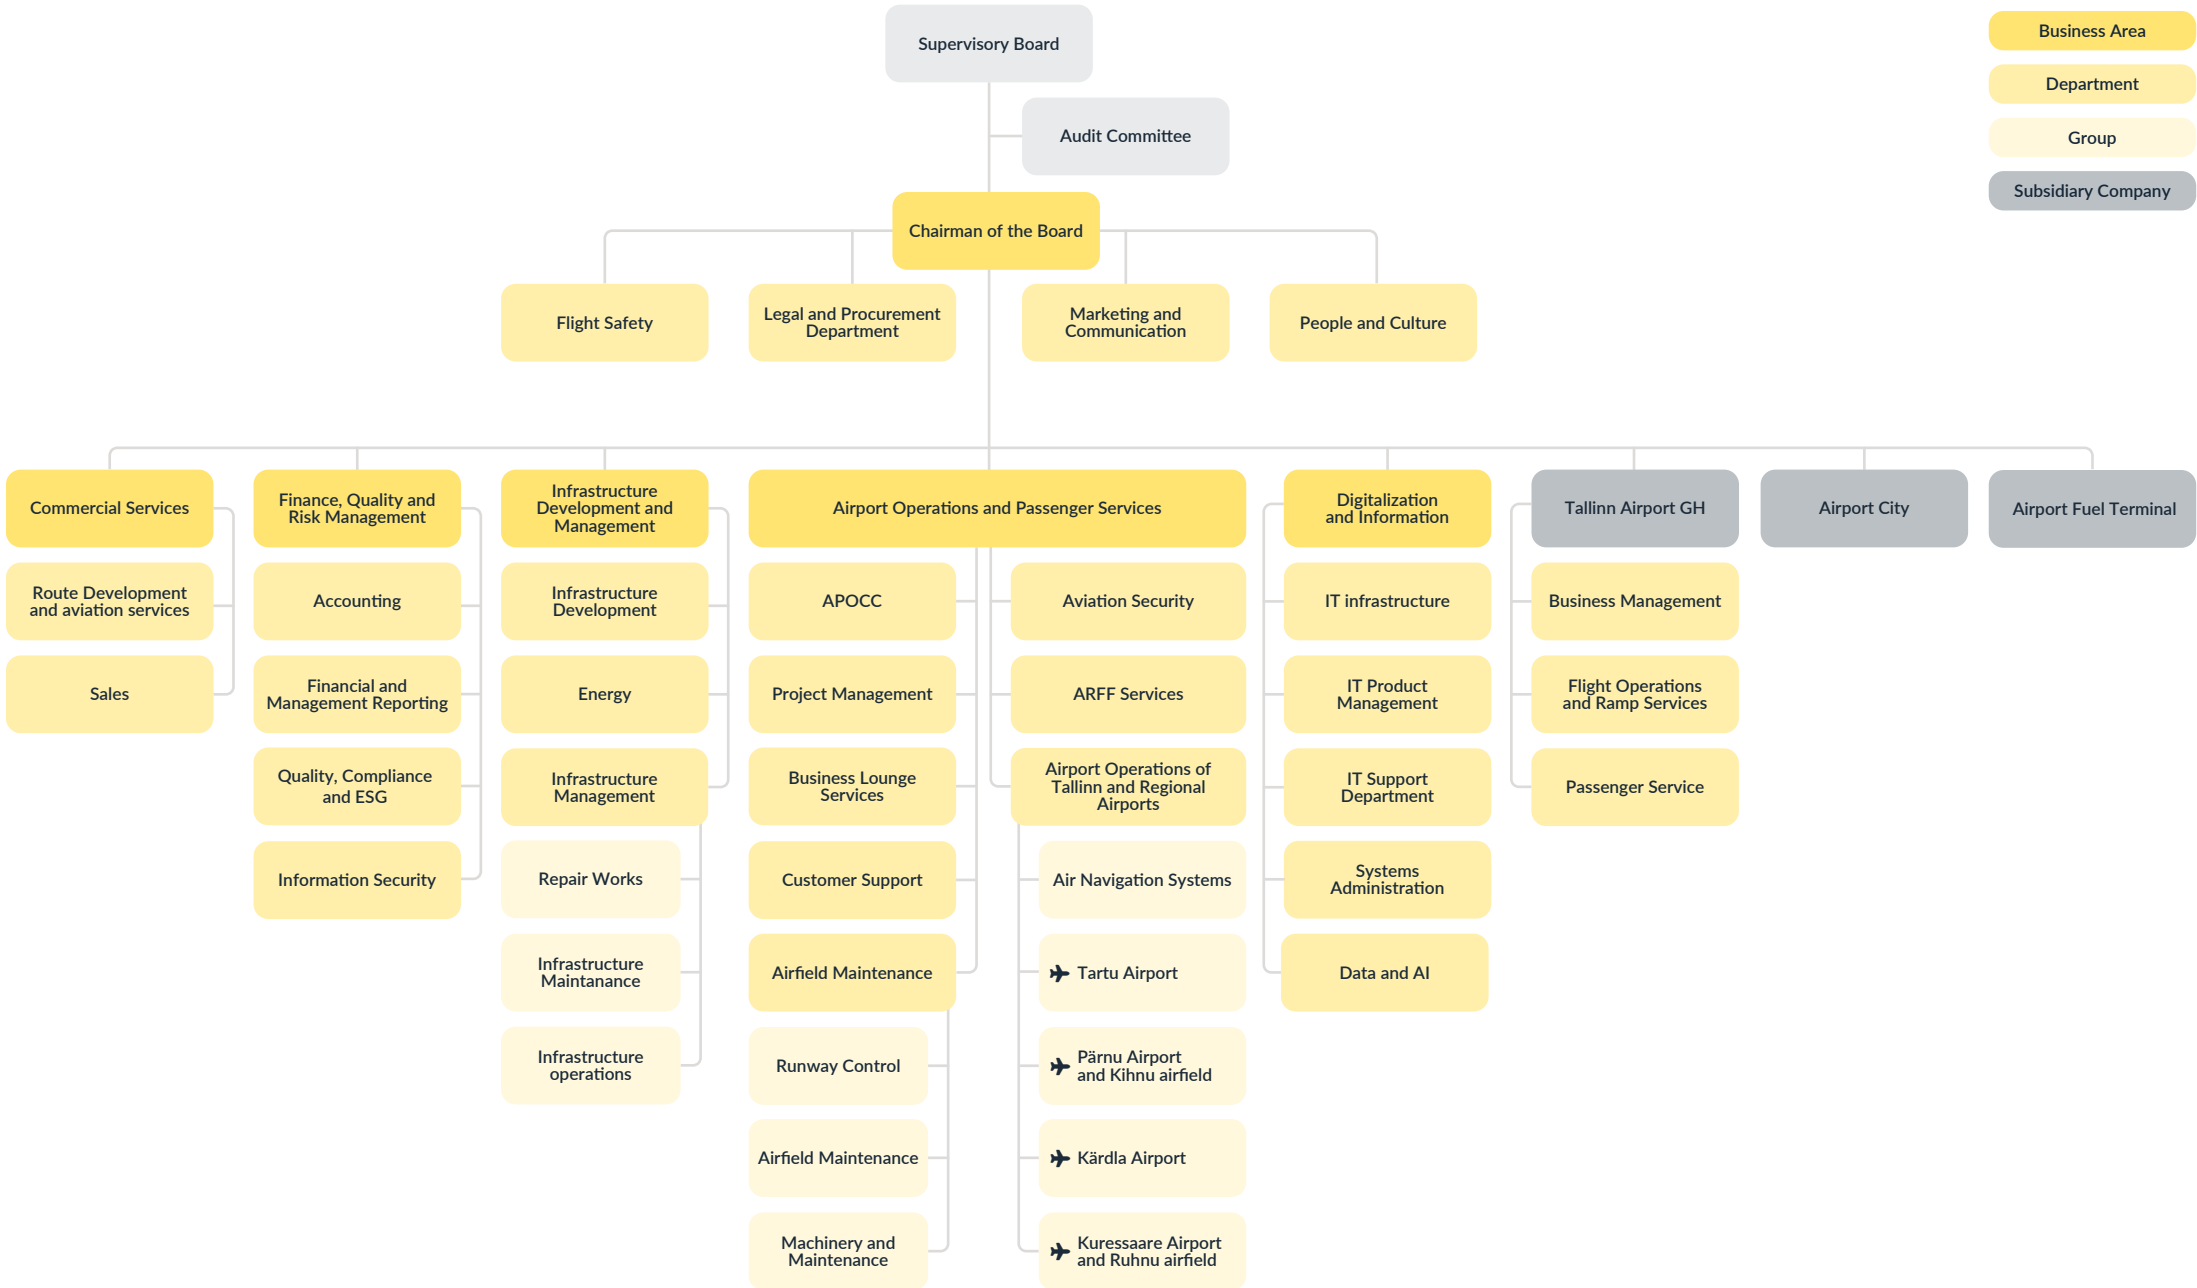 Supervisory Board
Audit Committee
Chairman of the Board
Business Area
Department
Group
Subsidiary Company
Flight Safety
Legal and Procurement
Department
Marketing and
Communication
People and Culture
Commercial Services
Route Development
and aviation services
Sales
Finance, Quality and
Risk Management
Accounting
Financial and
Management Reporting
Quality, Compliance
and ESG
Information Security
Infrastructure
Development and
Management
Infrastructure
Development
Energy
Infrastructure
Management
Repair Works
Infrastructure
Maintanance
Infrastructure
operations
Airport Operations and Passenger Services
APOCC
Project Management
Business Lounge
Services
Customer Support
Airfield Maintenance
Runway Control
Airfield Maintenance
Machinery and
Maintenance
Aviation Security
ARFF Services
Airport Operations of
Tallinn and Regional
Airports
Air Navigation Systems
Tartu Airport
Pärnu Airport
and Kihnu airfield
Kärdla Airport
Kuressaare Airport
and Ruhnu airfield
Digitalization
and Information
IT infrastructure
IT Product
Management
IT Support
Department
Systems
Administration
Data and AI
Tallinn Airport GH
Business Management
Flight Operations
and Ramp Services
Passenger Service
Airport City
Airport Fuel Terminal